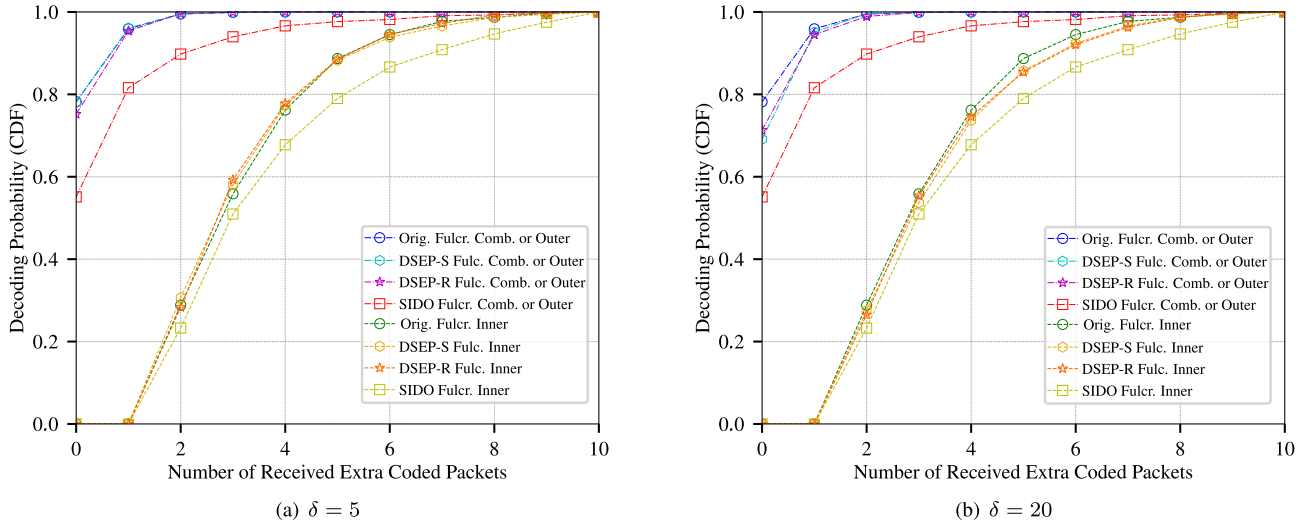 1.0
0.8
0.6
0.4
0.2
0.0
Decoding Probability (CDF)
Orig. Fulcr. Comb. or Outer
DSEP-S Fulc. Comb. or Outer
DSEP-R Fulc. Comb. or Outer
SIDO Fulcr. Comb. or Outer
Orig. Fulcr. Inner
DSEP-S Fulc. Inner
DSEP-R Fulc. Inner
SIDO Fulcr. Inner
0 2 4 6 8 10
Number of Received Extra Coded Packets
(a) δ = 5
1.0
0.8
0.6
0.4
0.2
0.0
Decoding Probability (CDF)
Orig. Fulcr. Comb. or Outer
DSEP-S Fulc. Comb. or Outer
DSEP-R Fulc. Comb. or Outer
SIDO Fulcr. Comb. or Outer
Orig. Fulcr. Inner
DSEP-S Fulc. Inner
DSEP-R Fulc. Inner
SIDO Fulcr. Inner
0 2 4 6 8 10
Number of Received Extra Coded Packets
(b) δ = 20